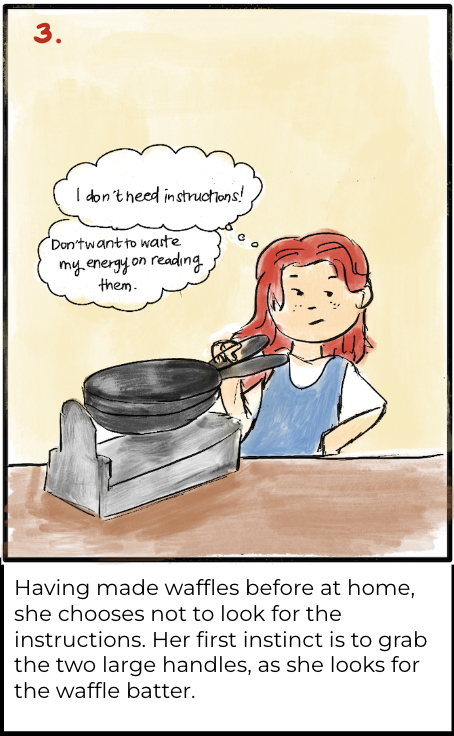 3.
I don't need instructions!
Don't want to waste
my energy on reading
them.
Having made waffles before at home,
she chooses not to look for the
instructions. Her first instinct is to grab
the two large handles, as she looks for
the waffle batter.